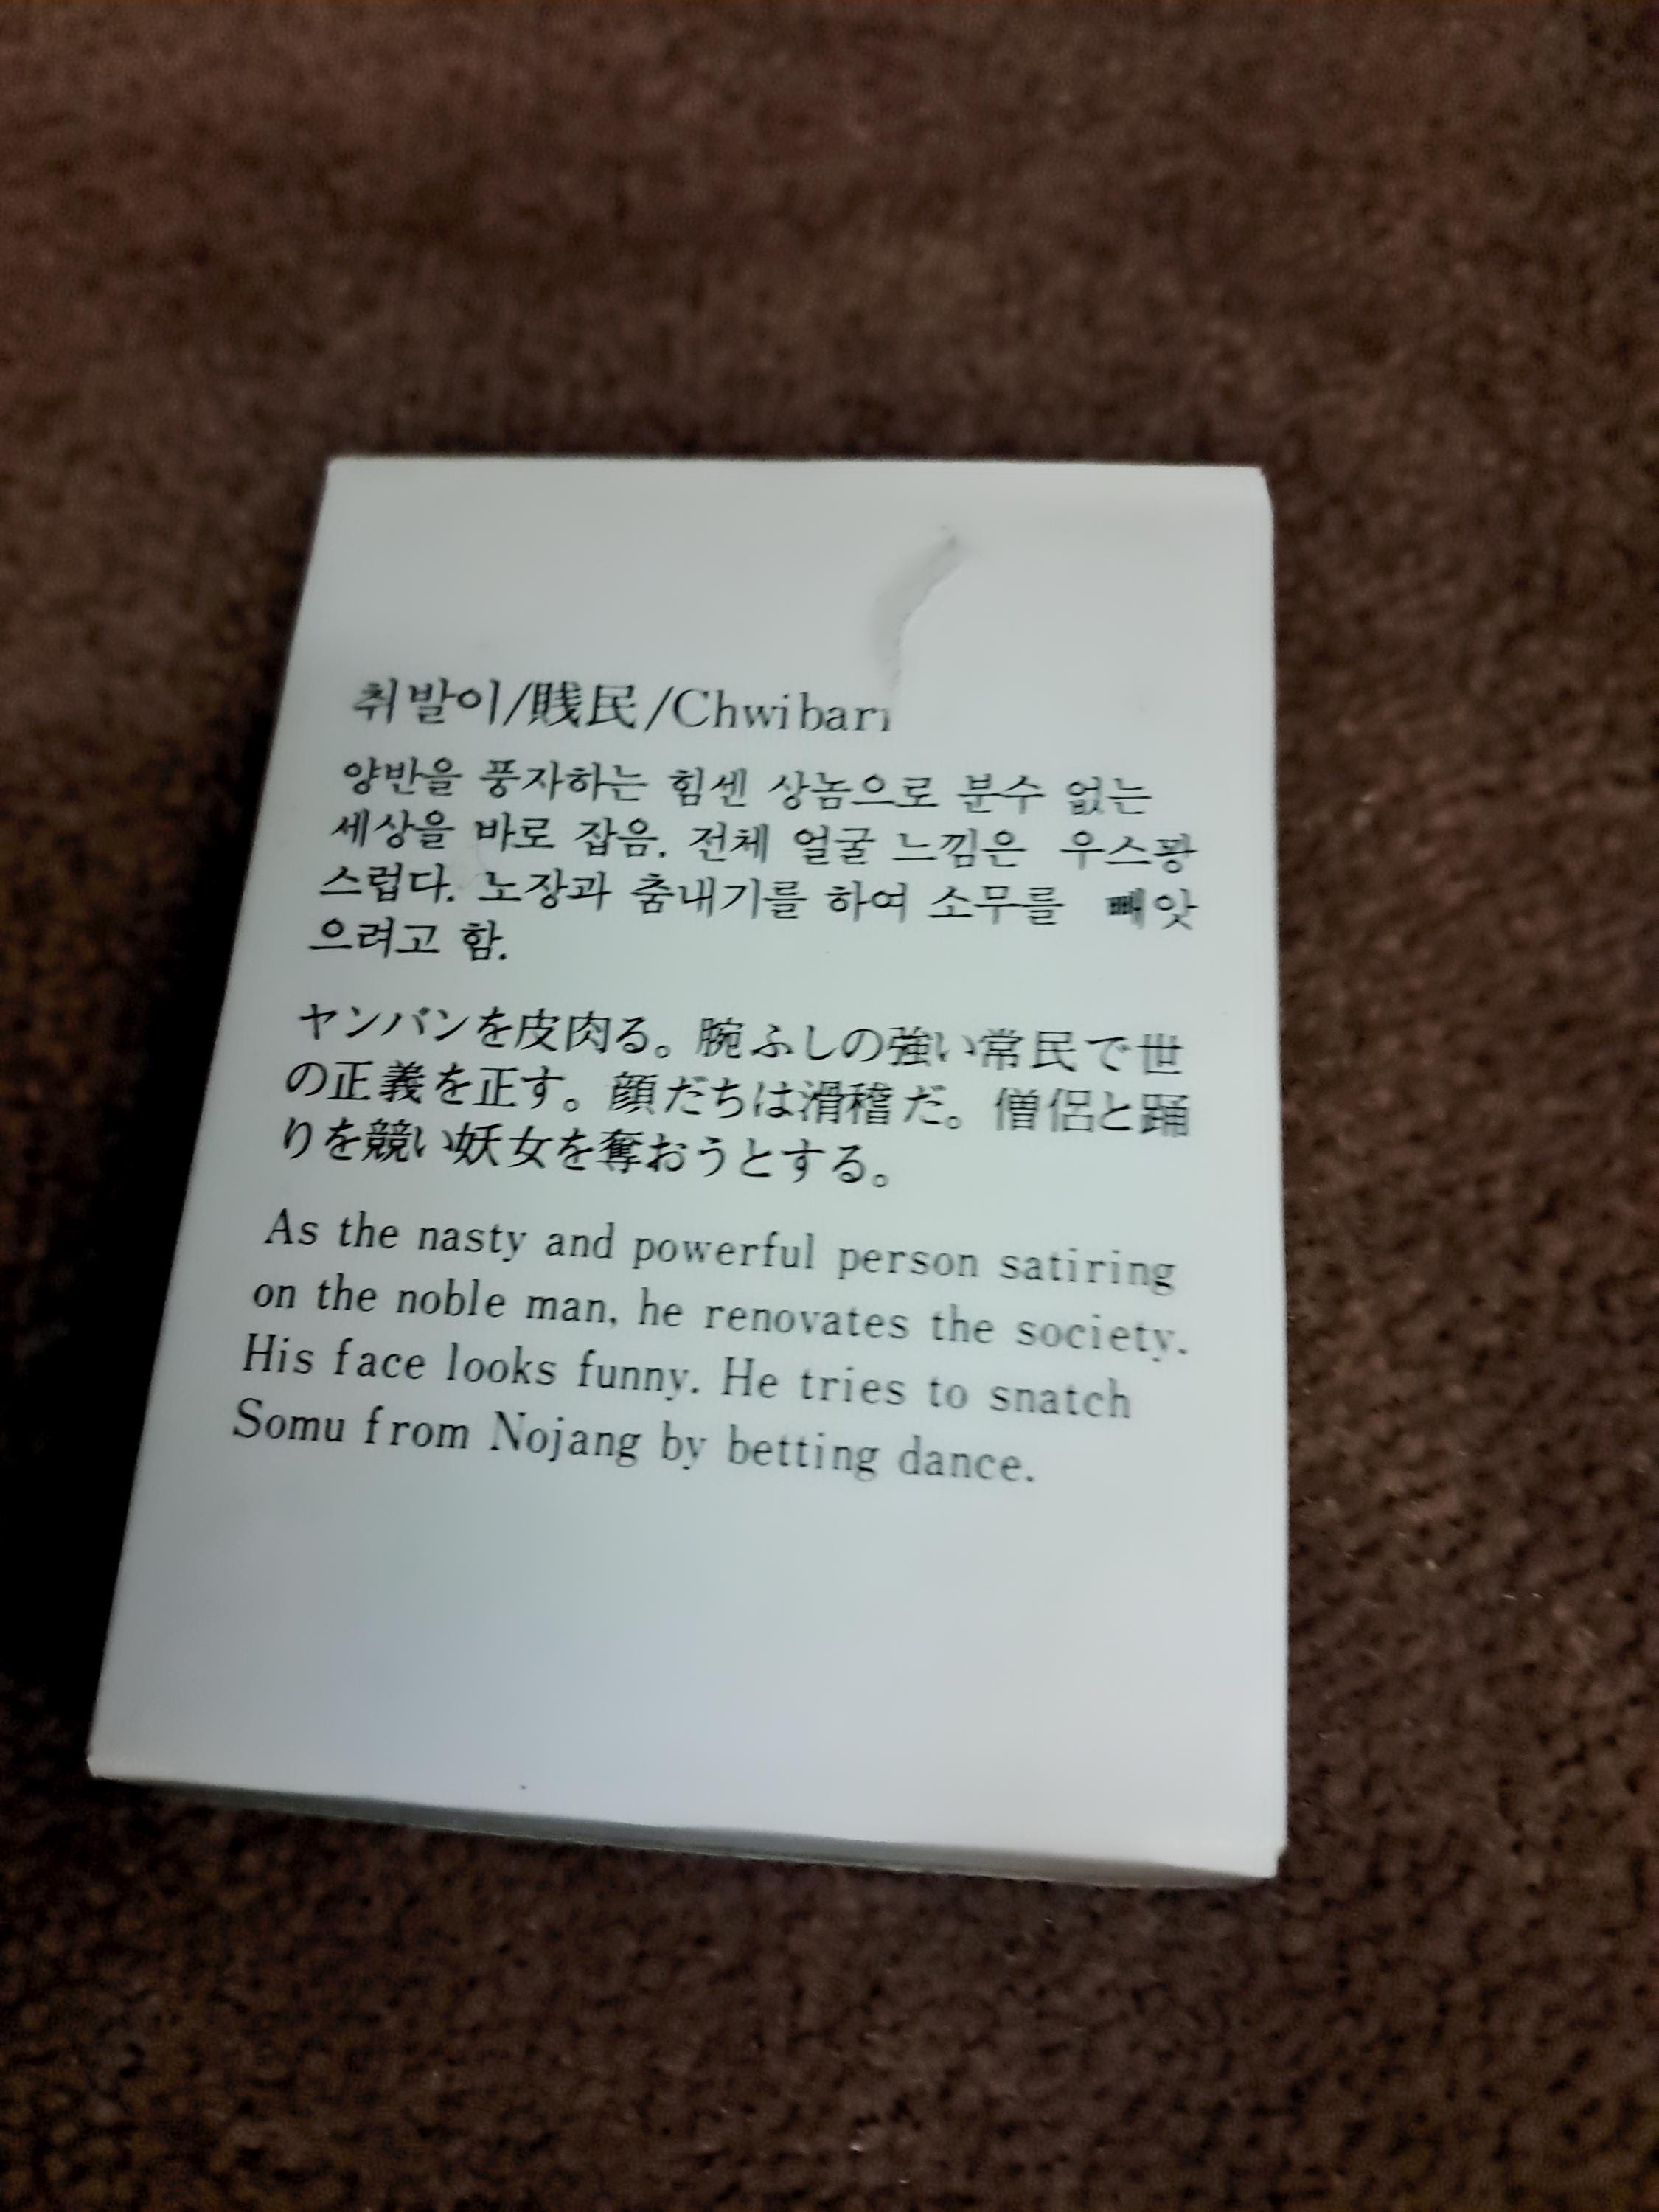 취발이/賎民/Chwibari
양반을 풍자하는 힘센 상놈으로 분수 없는
세상을 바로 잡음. 전체 얼굴 느낌은 우스꽝
스럽다. 노장과 춤내기를 하여 소무를 빼앗
으려고 함.
ヤンバンを皮肉る。腕ふしの強い常民で世
の正義を正す。顔だちは滑稽だ。僧侶と踊
りを競い妖女を奪おうとする。
As the nasty and powerful person satiring
on the noble man, he renovates the society.
His face looks funny. He tries to snatch
Somu from Nojang by betting dance.